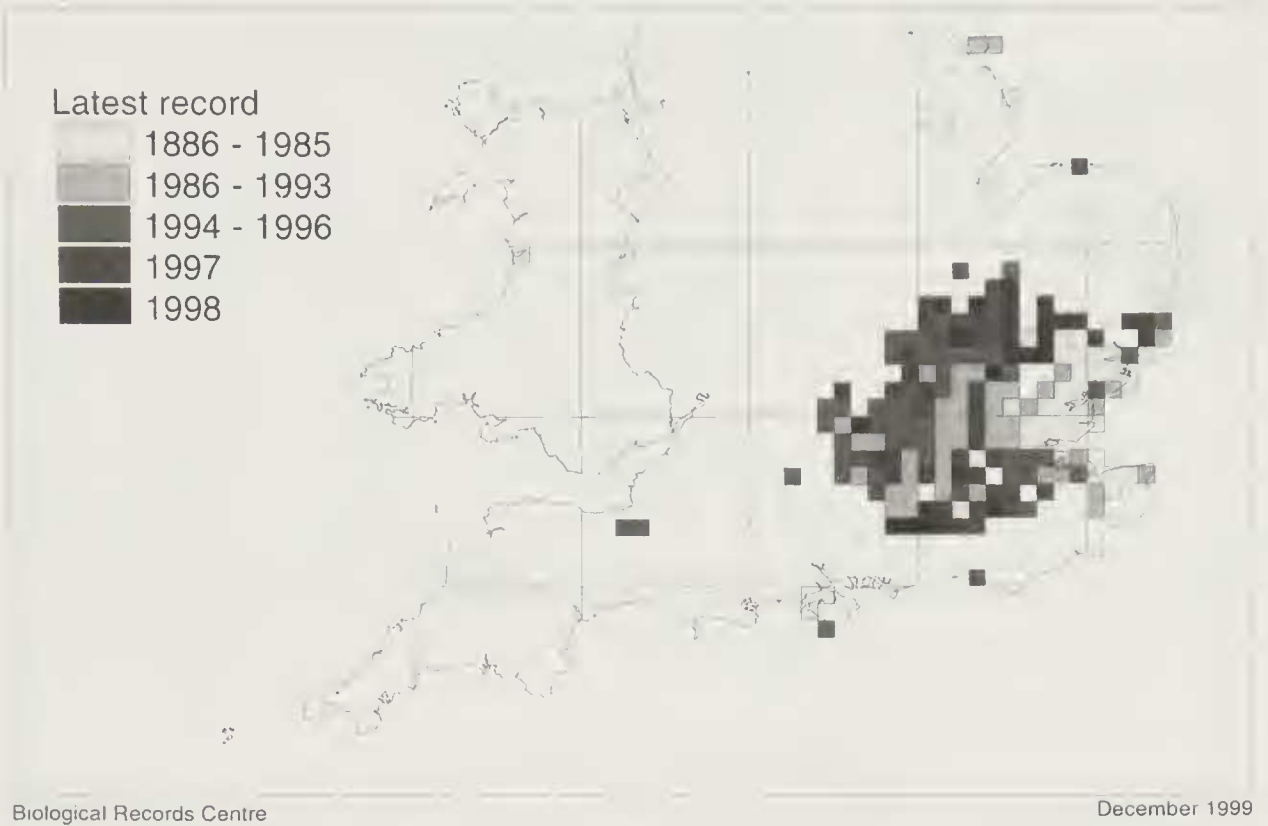 Latest record
1886 - 1985
1986 - 1993
1994 - 1996
1997
1998
Biological Records Centre
December 1999